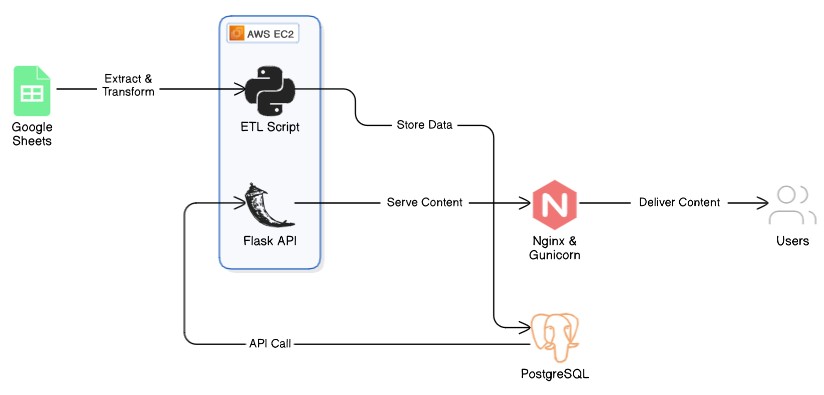 AWS EC2
Extract &
Transform
Google
Sheets
ETL Script
Store Data
Serve Content
Deliver Content
Flask API
N
Nginx &
Gunicorn
Users
API Call
PostgreSQL